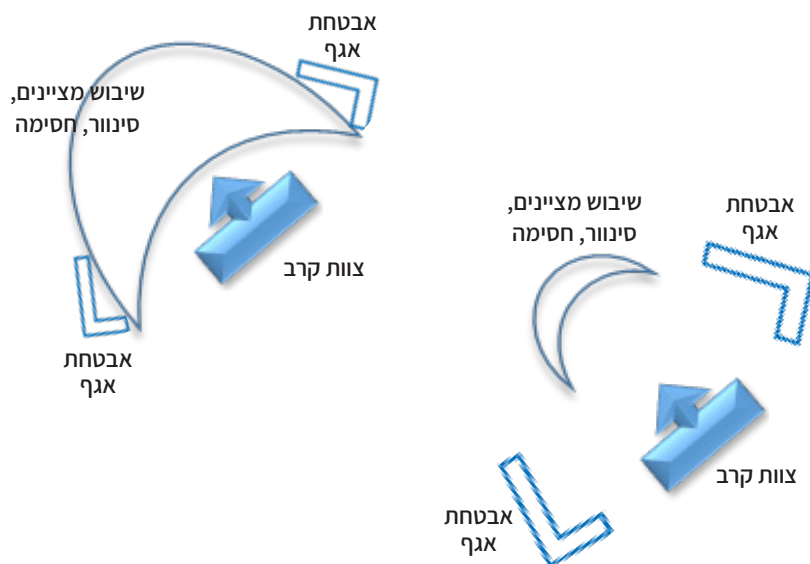 אבטחת
אגף
שיבוש מציינים,
סינוור, חסימה
צוות קרב
אבטחת
אגף
שיבוש מציינים,
סינוור, חסימה
אבטחת
אגף
צוות קרב
אבטחת
אגף